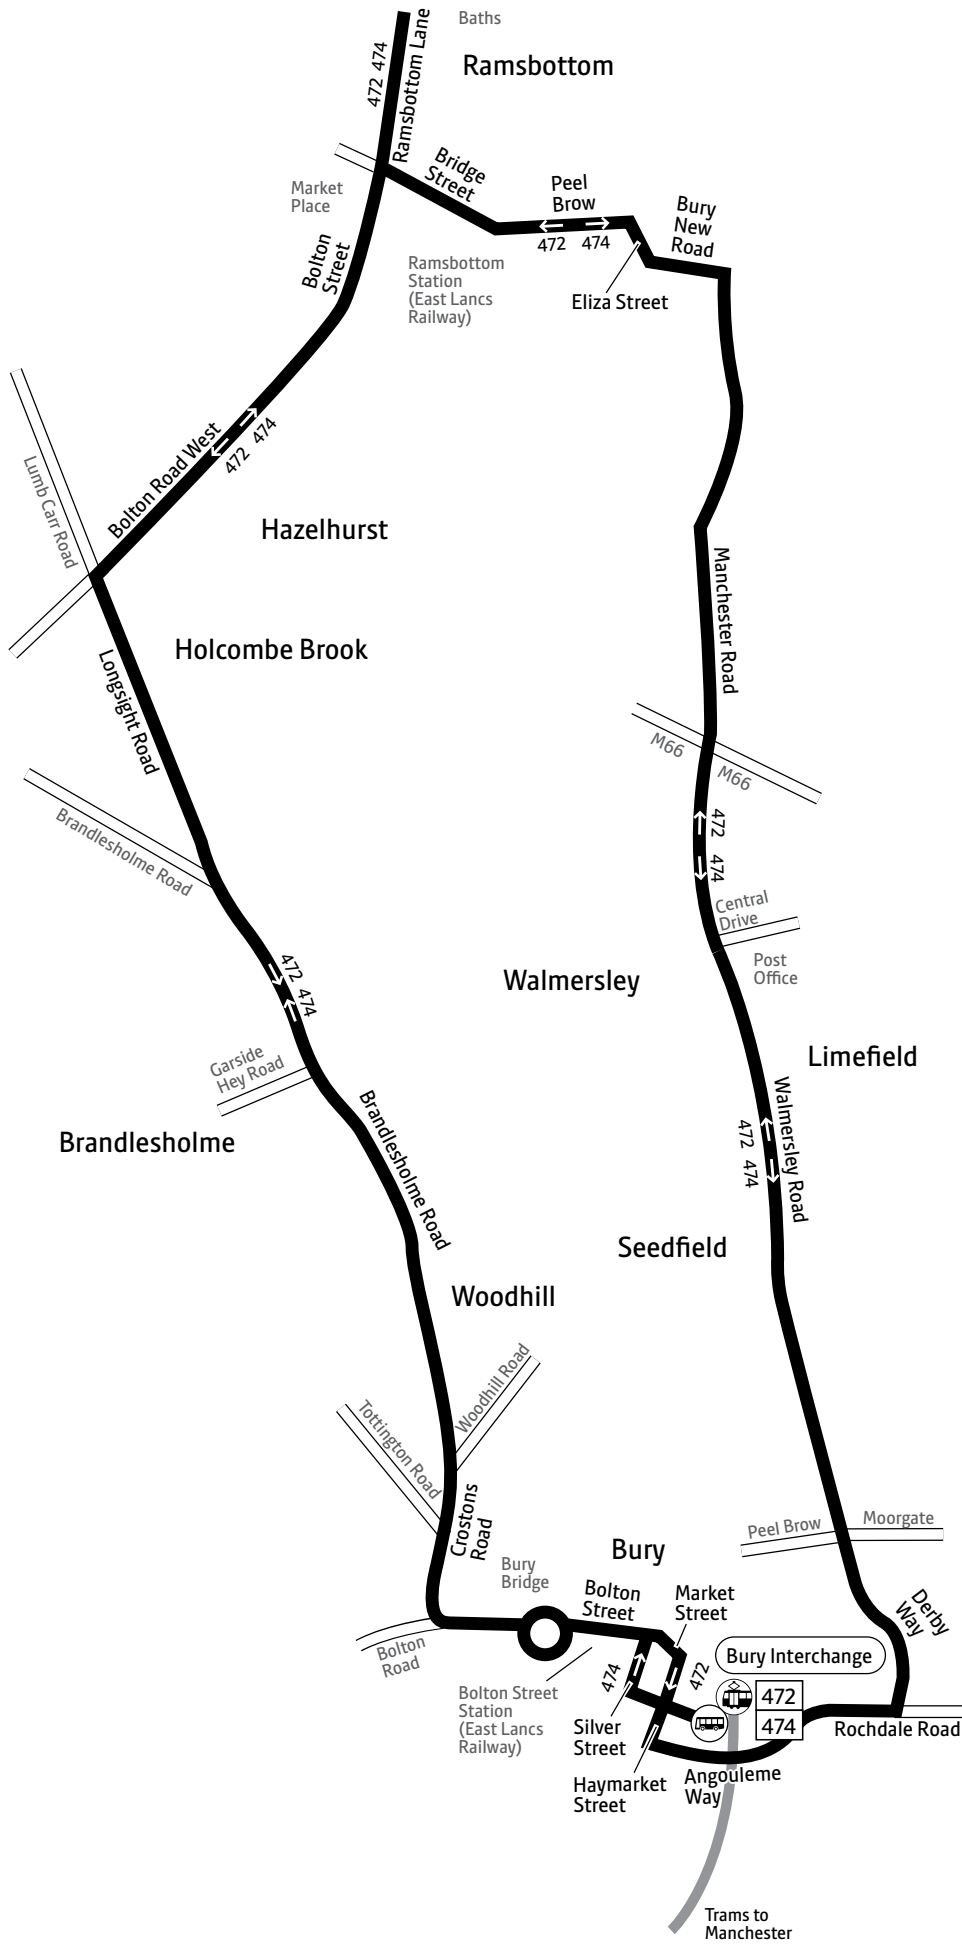 Baths
Ramsbottom
472 474
Ramsbottom Lane
Bridge
Street
Market
Place
Peel
Brow
472 474
Bury
New
Road
Bolton
Street
Ramsbottom
Station
(East Lancs
Railway)
Eliza Street
Lumb Carr Road
Bolton Road West
472 474
Hazelhurst
Manchester Road
Holcombe Brook
Longsight Road
M66
M66
Brandlesholme Road
472
474
Central
Drive
Post
Office
472 474
Walmersley
Limefield
Garside
Hey Road
Brandlesholme
Brandlesholme Road
472 474
Walmersley Road
Seedfield
Woodhill
Woodhill Road
Tottington Road
Crostons
Road
Peel Brow
Moorgate
Bury
Bury
Bridge
Bolton
Street
Market
Street
Derby
Way
Bolton
Road
Bury Interchange
474
472
472
474
Bolton Street
Station
(East Lancs
Railway)
Silver
Street
Rochdale Road
Haymarket
Street
Angouleme
Way
Trams to
Manchester